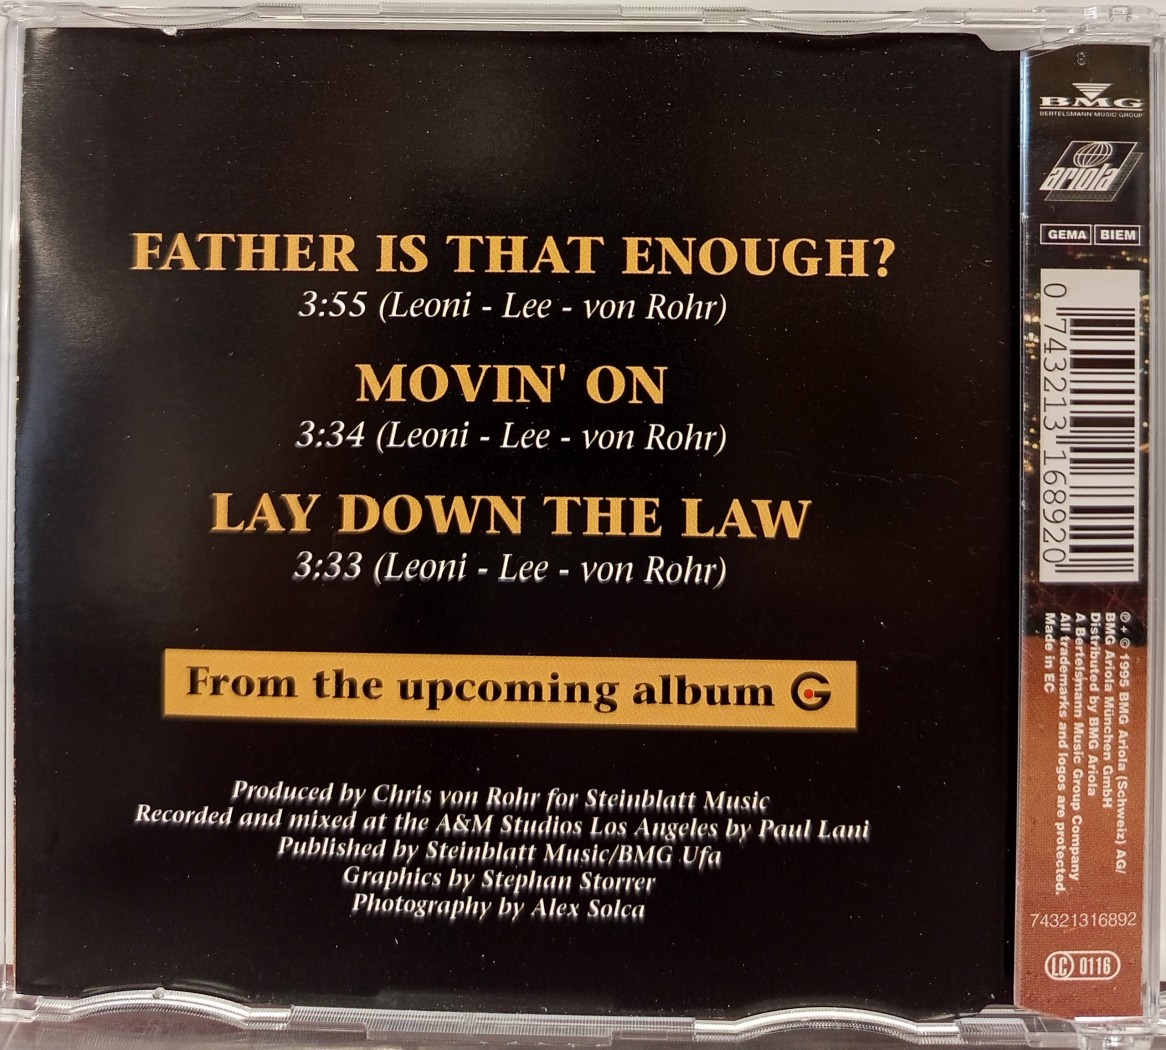 FATHER IS THAT ENOUGH?
3:55 (Leoni - Lee - von Rohr)
MOVIN' ON
3:34 (Leoni - Lee - von Rohr)
LAY DOWN THE LAW
3:33 (Leoni - Lee - von Rohr)
From the upcoming album G
Produced by Chris von Rohr for Steinblatt Music
Recorded and mixed at the A&M Studios Los Angeles by Paul Lani
Published by Steinblatt Music/BMG Ufa
Graphics by Stephan Storrer
Photography by Alex Solca
BMG
BERTELSMANN MUSIC GROUP
ariola
GEMA BIEM
0 743213 168920
℗ + © 1995 BMG Ariola (Schweiz) AG/
BMG Ariola München GmbH
Distributed by BMG Ariola
A Bertelsmann Music Group Company
All trademarks and logos are protected.
Made in EC
74321316892
LC 0116